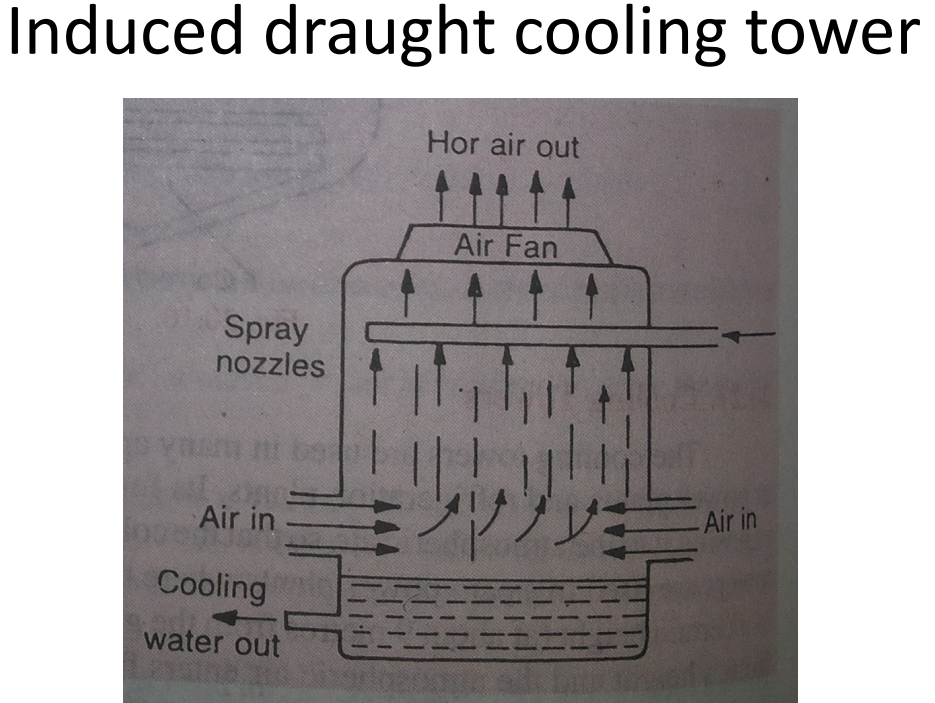 Induced draught cooling tower
Hor air out
Air Fan
Spray
nozzles
Air in
Air in
Cooling
water out